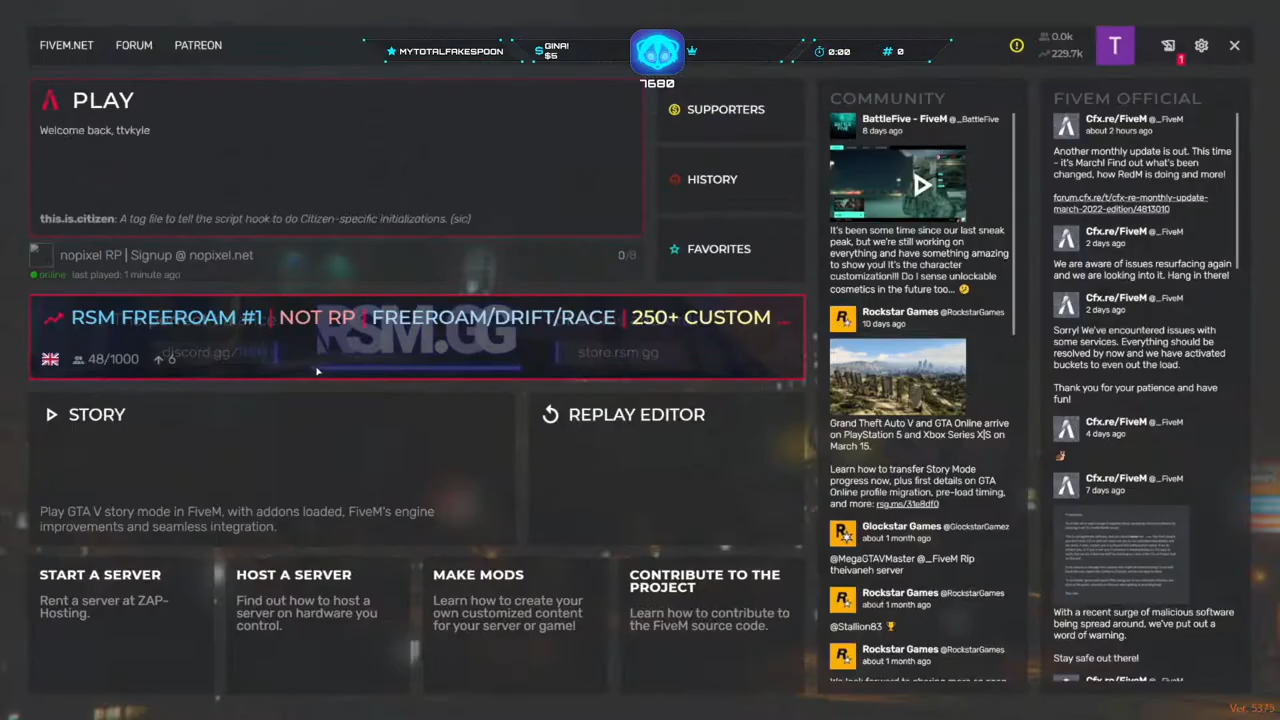 FIVEM.NET
FORUM
PATREON
MYTOTALFAKESPOON
GINA!
$5
7680
0:00
# 0
0.0k
229.7k
T
1
PLAY
Welcome back, ttvkyle
this.is.citizen: A tag file to tell the script hook to do Citizen-specific initializations. (sic)
nopixel RP | Signup @ nopixel.net
0/8
online last played: 1 minute ago
SUPPORTERS
HISTORY
FAVORITES
RSM FREEROAM #1 | NOT RP | FREEROAM/DRIFT/RACE | 250+ CUSTOM ...
RSM.GG
store.rsm.gg
48/1000
6
STORY
Play GTA V story mode in FiveM, with addons loaded, FiveM's engine
improvements and seamless integration.
REPLAY EDITOR
START A SERVER
Rent a server at ZAP-
Hosting.
HOST A SERVER
Find out how to host a
server on hardware you
control.
MAKE MODS
Learn how to create your
own customized content
for your server or game!
CONTRIBUTE TO THE
PROJECT
Learn how to contribute to
the FiveM source code.
COMMUNITY
BattleFive - FiveM @_BattleFive
8 days ago
It's been some time since our last sneak
peak, but we're still working on
everything and have something amazing
to show you! It's the character
customization!!! Do I sense unlockable
cosmetics in the future too... 🤔
Rockstar Games @RockstarGames
10 days ago
Grand Theft Auto V and GTA Online arrive
on PlayStation 5 and Xbox Series X|S on
March 15.
Learn how to transfer Story Mode
progress now, plus first details on GTA
Online profile migration, pre-load timing,
and more: rsg.ms/31e8df0
Glockstar Games @GlockstarGamez
about 1 month ago
@MegaGTAVMaster @_FiveM Rip
theivaneh server
Rockstar Games @RockstarGames
about 1 month ago
@Stallion83 🏆
Rockstar Games @RockstarGames
about 1 month ago
FIVEM OFFICIAL
Cfx.re/FiveM @_FiveM
about 2 hours ago
Another monthly update is out. This time
- it's March! Find out what's been
changed, how RedM is doing and more!
forum.cfx.re/t/cfx-re-monthly-update-
march-2022-edition/4813010
Cfx.re/FiveM @_FiveM
2 days ago
We are aware of issues resurfacing again
and we are looking into it. Hang in there!
Cfx.re/FiveM @_FiveM
2 days ago
Sorry! We've encountered issues with
some services. Everything should be
resolved by now and we have activated
buckets to even out the load.
Thank you for your patience and have
fun!
Cfx.re/FiveM @_FiveM
4 days ago
Cfx.re/FiveM @_FiveM
7 days ago
With a recent surge of malicious software
being spread around, we've put out a
word of warning.
Stay safe out there!
Cfx.re/FiveM @_FiveM
Ver. 5375